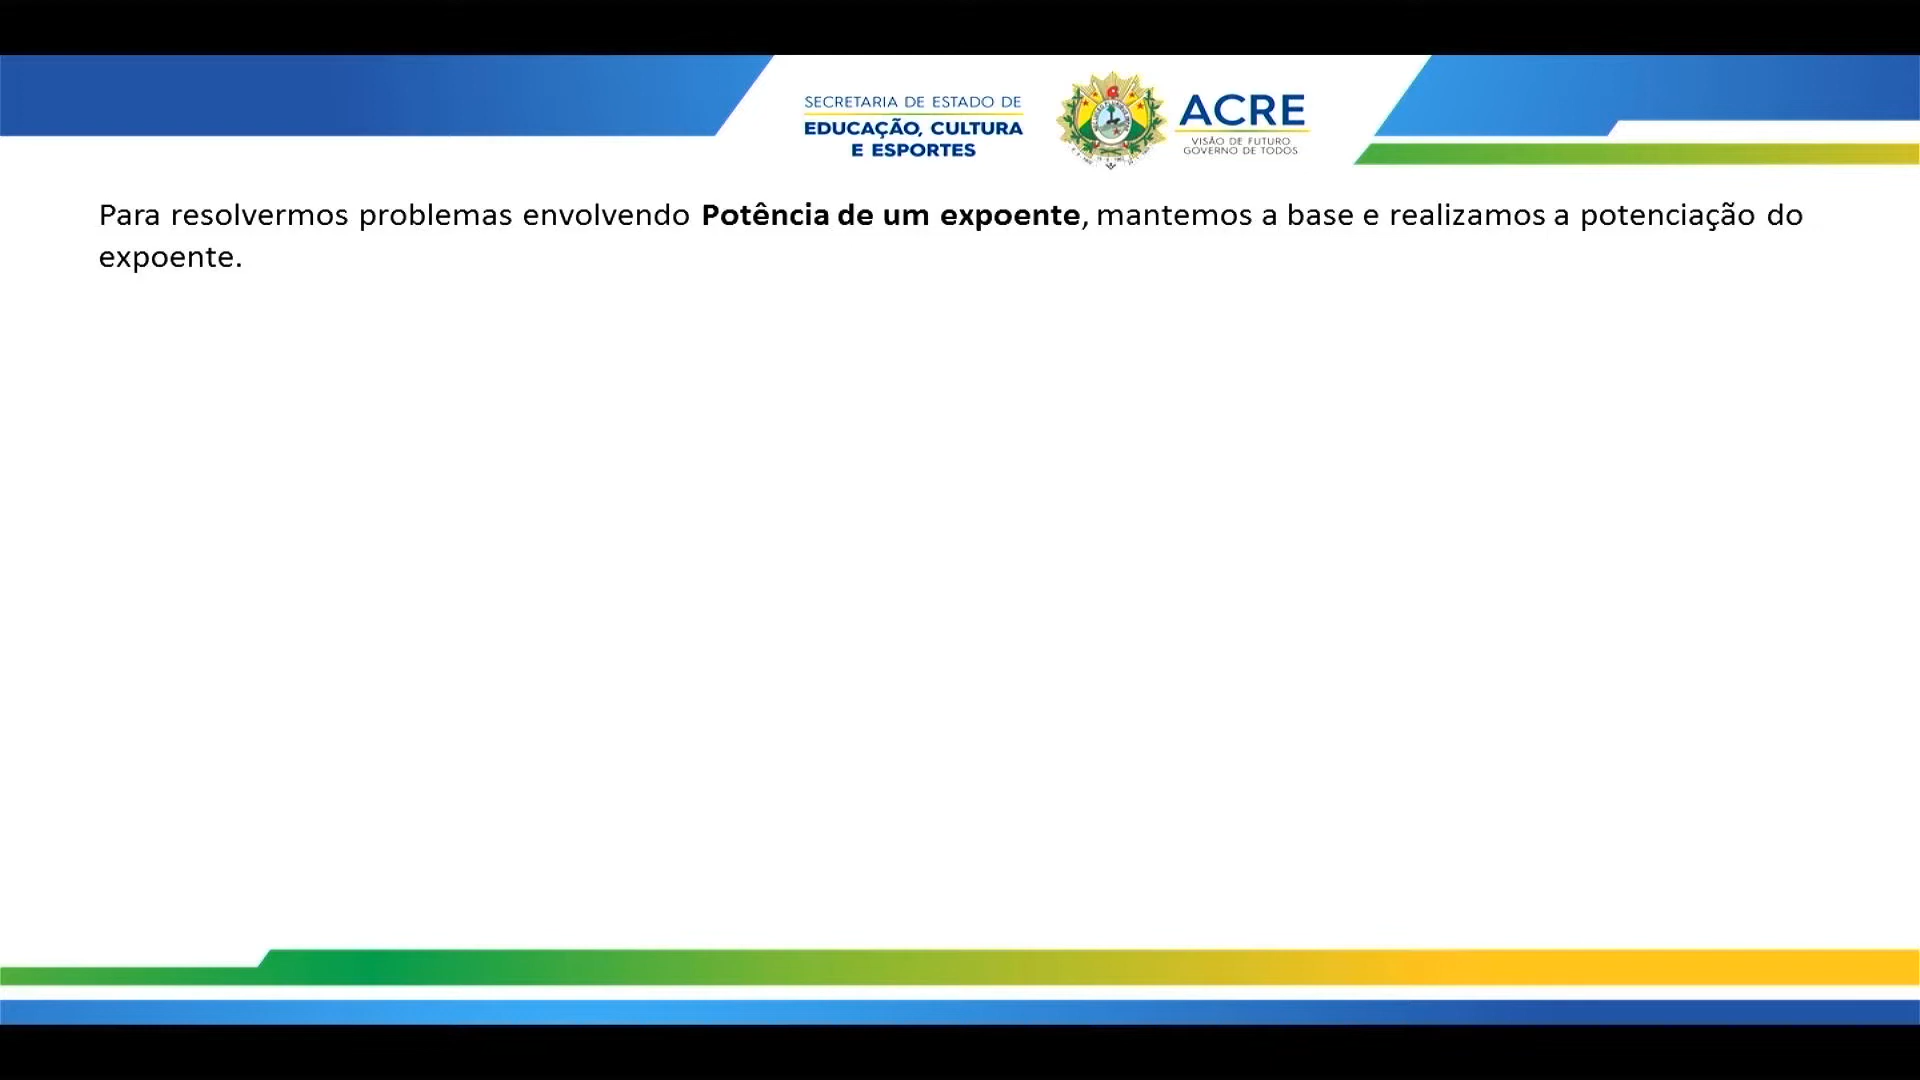 SECRETARIA DE ESTADO DE
EDUCAÇÃO, CULTURA
E ESPORTES
ACRE
VISÃO DE FUTURO
GOVERNO DE TODOS
Para resolvermos problemas envolvendo Potência de um expoente, mantemos a base e realizamos a potenciação do
expoente.